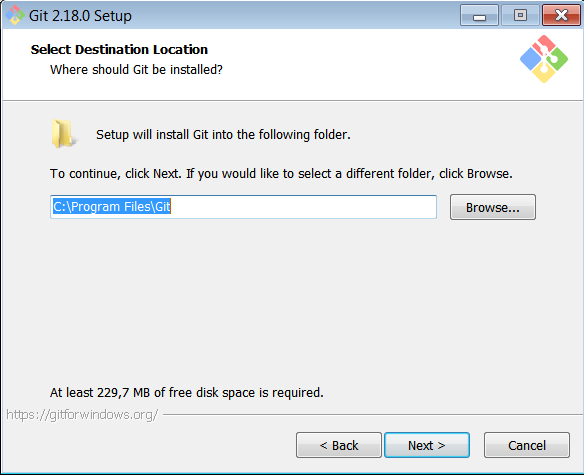 Git 2.18.0 Setup
Select Destination Location
Where should Git be installed?
Setup will install Git into the following folder.
To continue, click Next. If you would like to select a different folder, click Browse.
C:\Program Files\Git
Browse...
At least 229,7 MB of free disk space is required.
https://gitforwindows.org/
< Back
Next >
Cancel